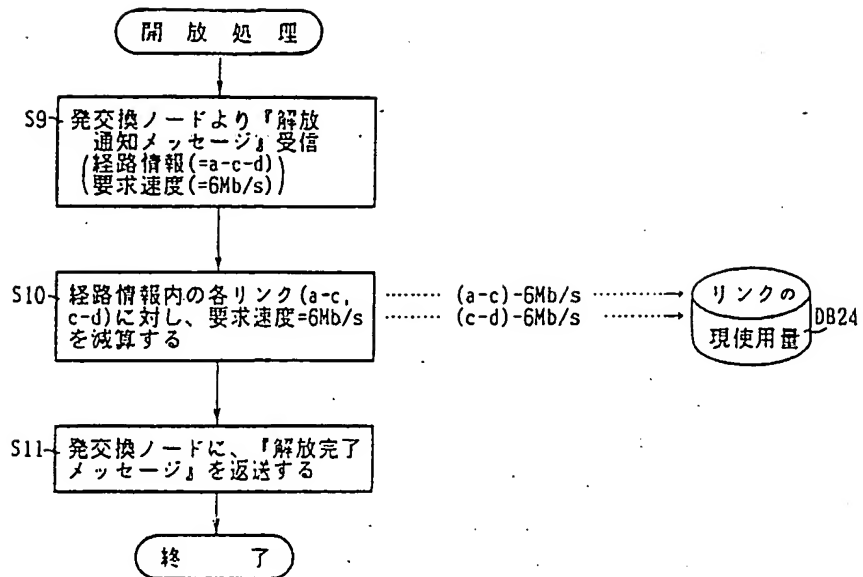 開放処理
S9
発交換ノードより『解放
通知メッセージ』受信
(経路情報(=a-c-d)
要求速度(=6Mb/s))
S10
経路情報内の各リンク(a-c,
c-d)に対し、要求速度=6Mb/s
を減算する
(a-c)-6Mb/s
(c-d)-6Mb/s
リンクの
現使用量
DB24
S11
発交換ノードに、『解放完了
メッセージ』を返送する
終了